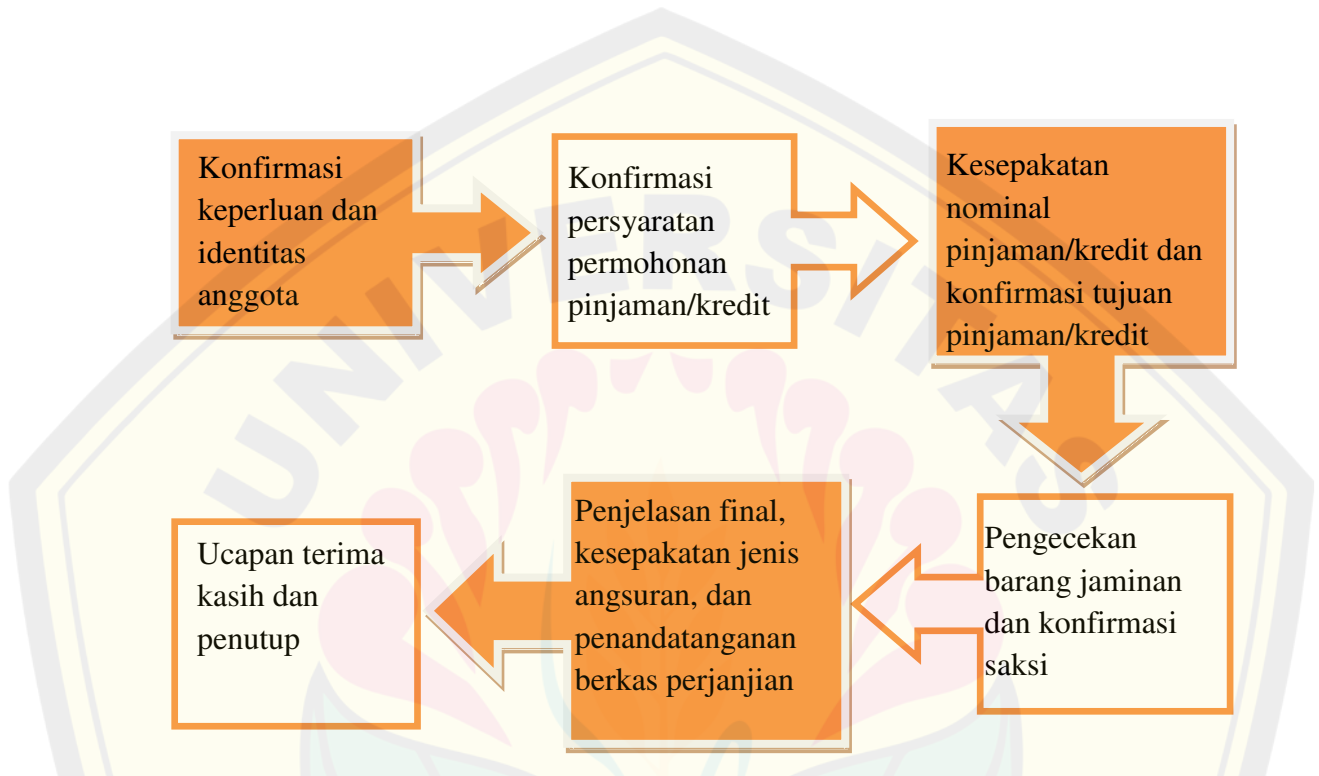 Konfirmasi
keperluan dan
identitas
anggota
Konfirmasi
persyaratan
permohonan
pinjaman/kredit
Kesepakatan
nominal
pinjaman/kredit dan
konfirmasi tujuan
pinjaman/kredit
Pengecekan
barang jaminan
dan konfirmasi
saksi
Penjelasan final,
kesepakatan jenis
angsuran, dan
penandatanganan
berkas perjanjian
Ucapan terima
kasih dan
penutup
UNIVERSITAS